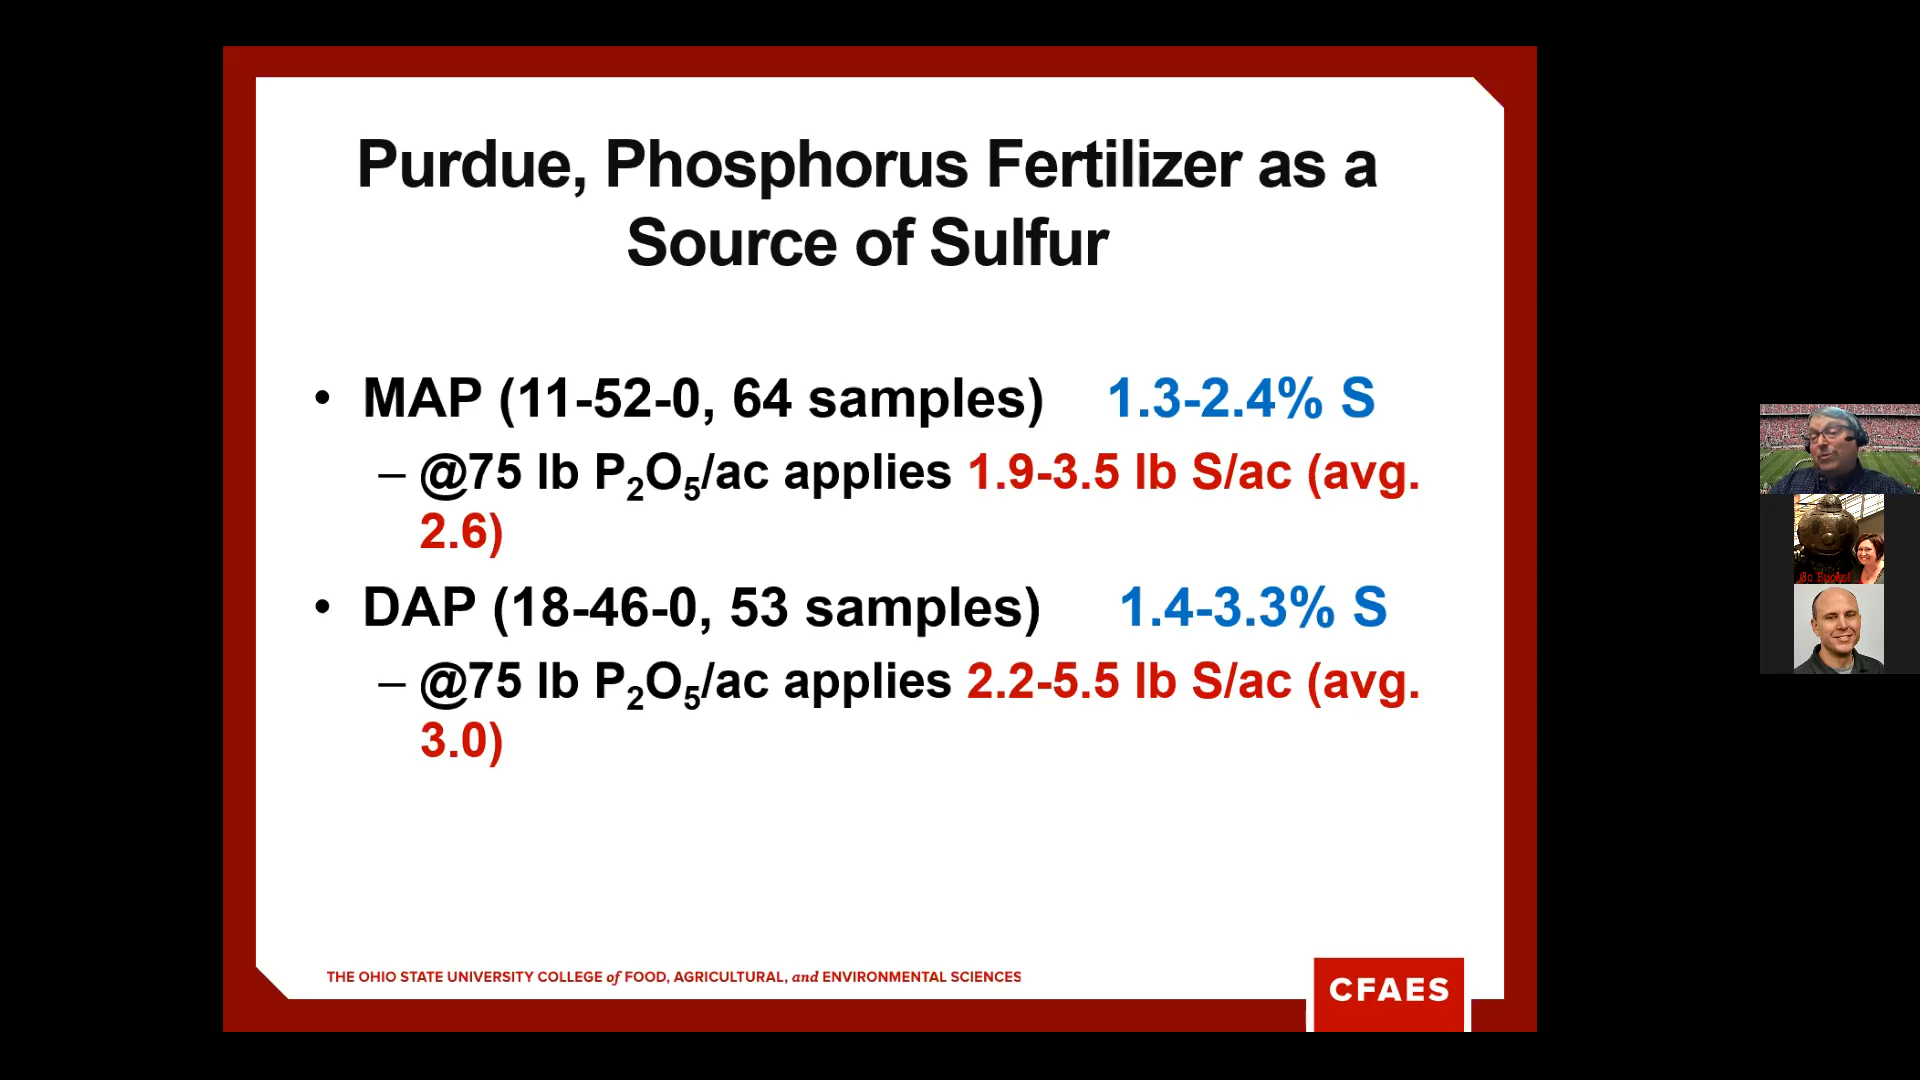 Purdue, Phosphorus Fertilizer as a
Source of Sulfur
• MAP (11-52-0, 64 samples) 1.3-2.4% S
– @75 lb P₂O₅/ac applies 1.9-3.5 lb S/ac (avg.
2.6)
• DAP (18-46-0, 53 samples) 1.4-3.3% S
– @75 lb P₂O₅/ac applies 2.2-5.5 lb S/ac (avg.
3.0)
THE OHIO STATE UNIVERSITY COLLEGE of FOOD, AGRICULTURAL, and ENVIRONMENTAL SCIENCES
CFAES